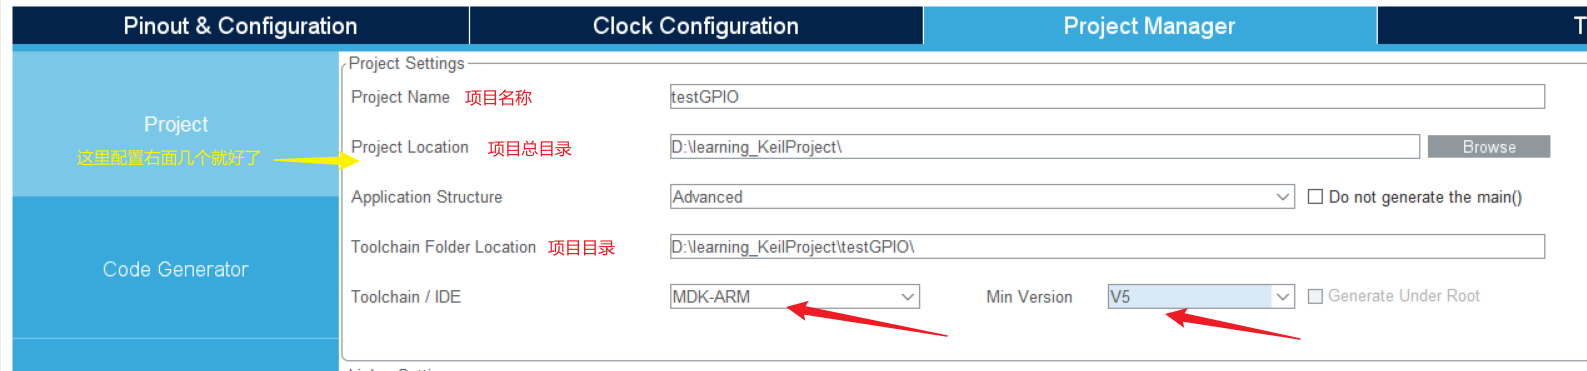 Pinout & Configuration Clock Configuration Project Manager T
Project Settings
Project Name 项目名称 testGPIO
Project
这里配置右面几个就好了
Project Location 项目总目录 D:\learning_KeilProject\ Browse
Application Structure Advanced Do not generate the main()
Toolchain Folder Location 项目目录 D:\learning_KeilProject\testGPIO\
Code Generator
Toolchain / IDE MDK-ARM Min Version V5 Generate Under Root